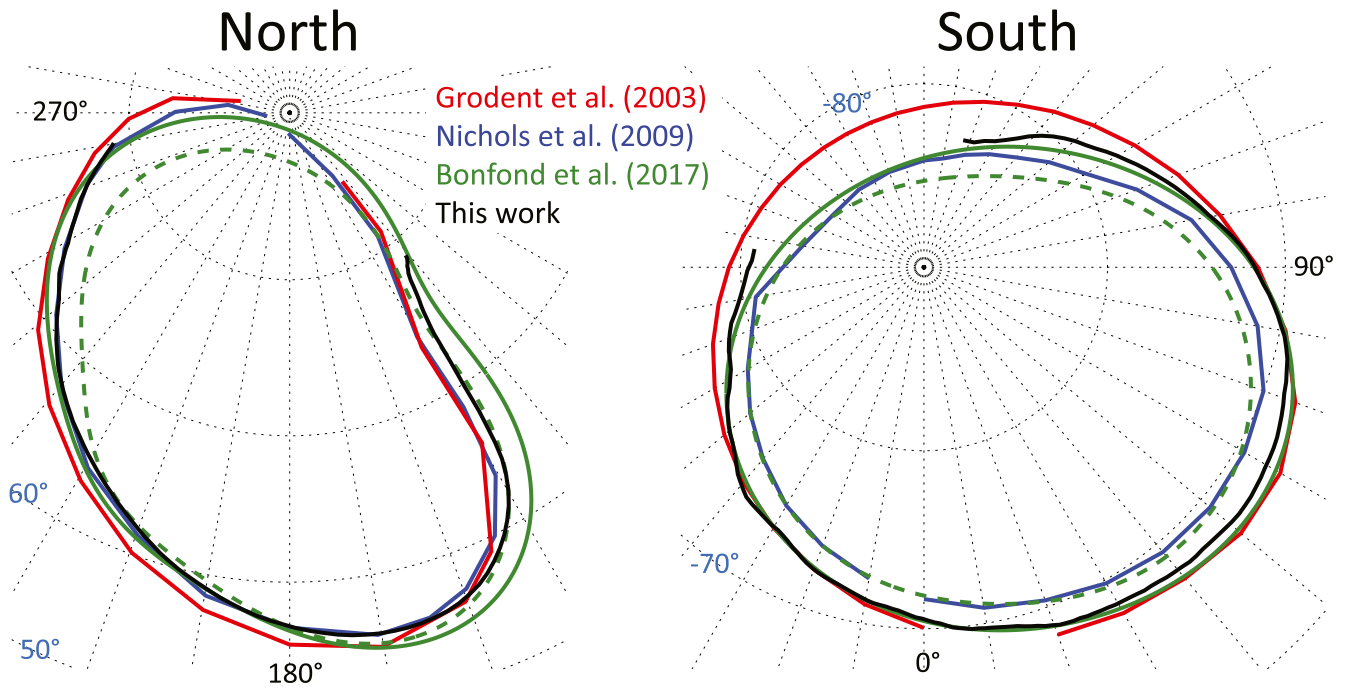 North
South
270°
Grodent et al. (2003)
Nichols et al. (2009)
Bonfond et al. (2017)
This work
-80°
90°
60°
-70°
50°
180°
0°